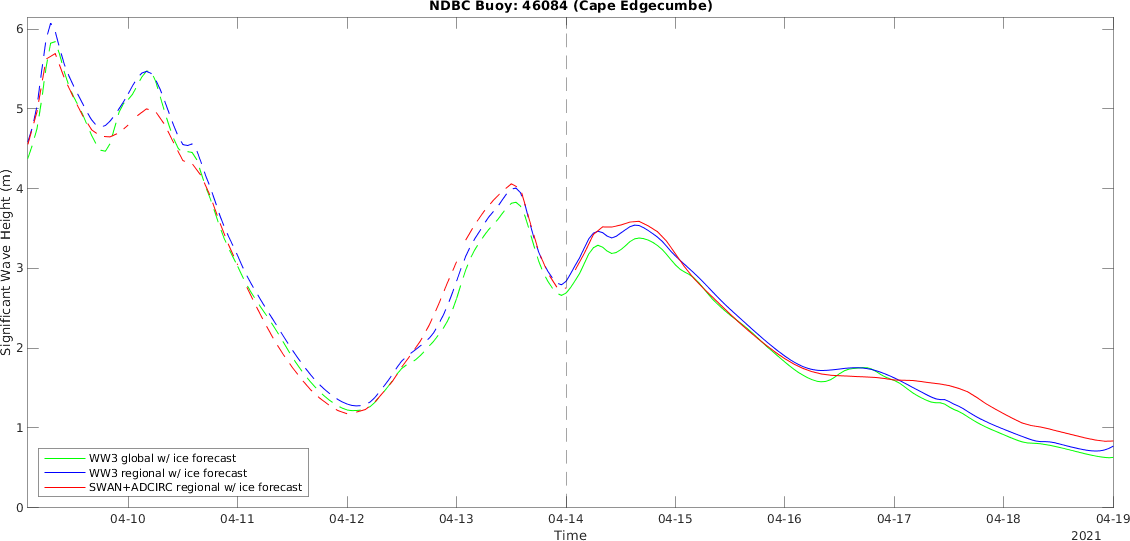 NDBC Buoy: 46084 (Cape Edgecumbe)
Significant Wave Height (m)
6
5
4
3
2
1
0
WW3 global w/ ice forecast
WW3 regional w/ ice forecast
SWAN+ADCIRC regional w/ ice forecast
04-10 04-11 04-12 04-13 04-14 04-15 04-16 04-17 04-18 04-19
Time
2021